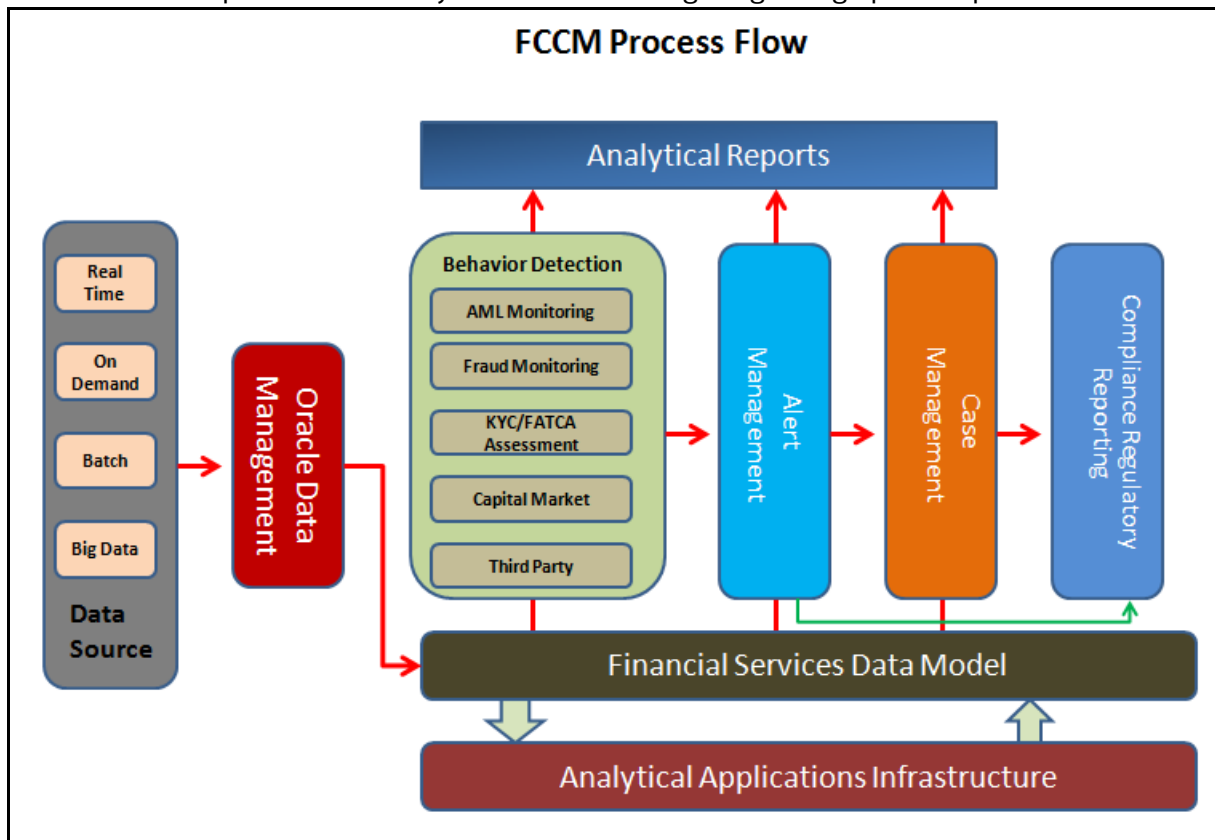 FCCM Process Flow
Analytical Reports
Real
Time
On
Demand
Batch
Big Data
Data
Source
Oracle Data
Management
Behavior Detection
AML Monitoring
Fraud Monitoring
KYC/FATCA
Assessment
Capital Market
Third Party
Alert
Management
Case
Management
Compliance Regulatory
Reporting
Financial Services Data Model
Analytical Applications Infrastructure